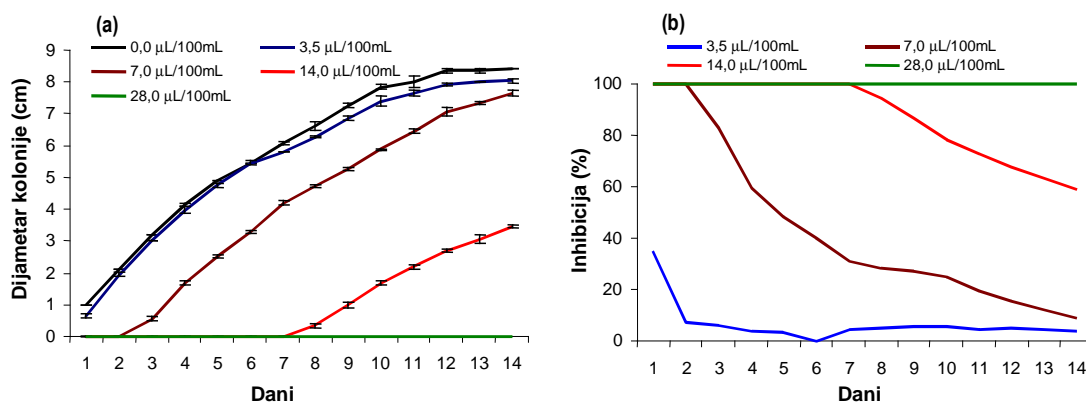 (a)
0,0 µL/100mL 3,5 µL/100mL
7,0 µL/100mL 14,0 µL/100mL
28,0 µL/100mL
Dijametar kolonije (cm)
9
8
7
6
5
4
3
2
1
0
1 2 3 4 5 6 7 8 9 10 11 12 13 14
Dani
(b)
3,5 µL/100mL 7,0 µL/100mL
14,0 µL/100mL 28,0 µL/100mL
Inhibicija (%)
100
80
60
40
20
0
1 2 3 4 5 6 7 8 9 10 11 12 13 14
Dani